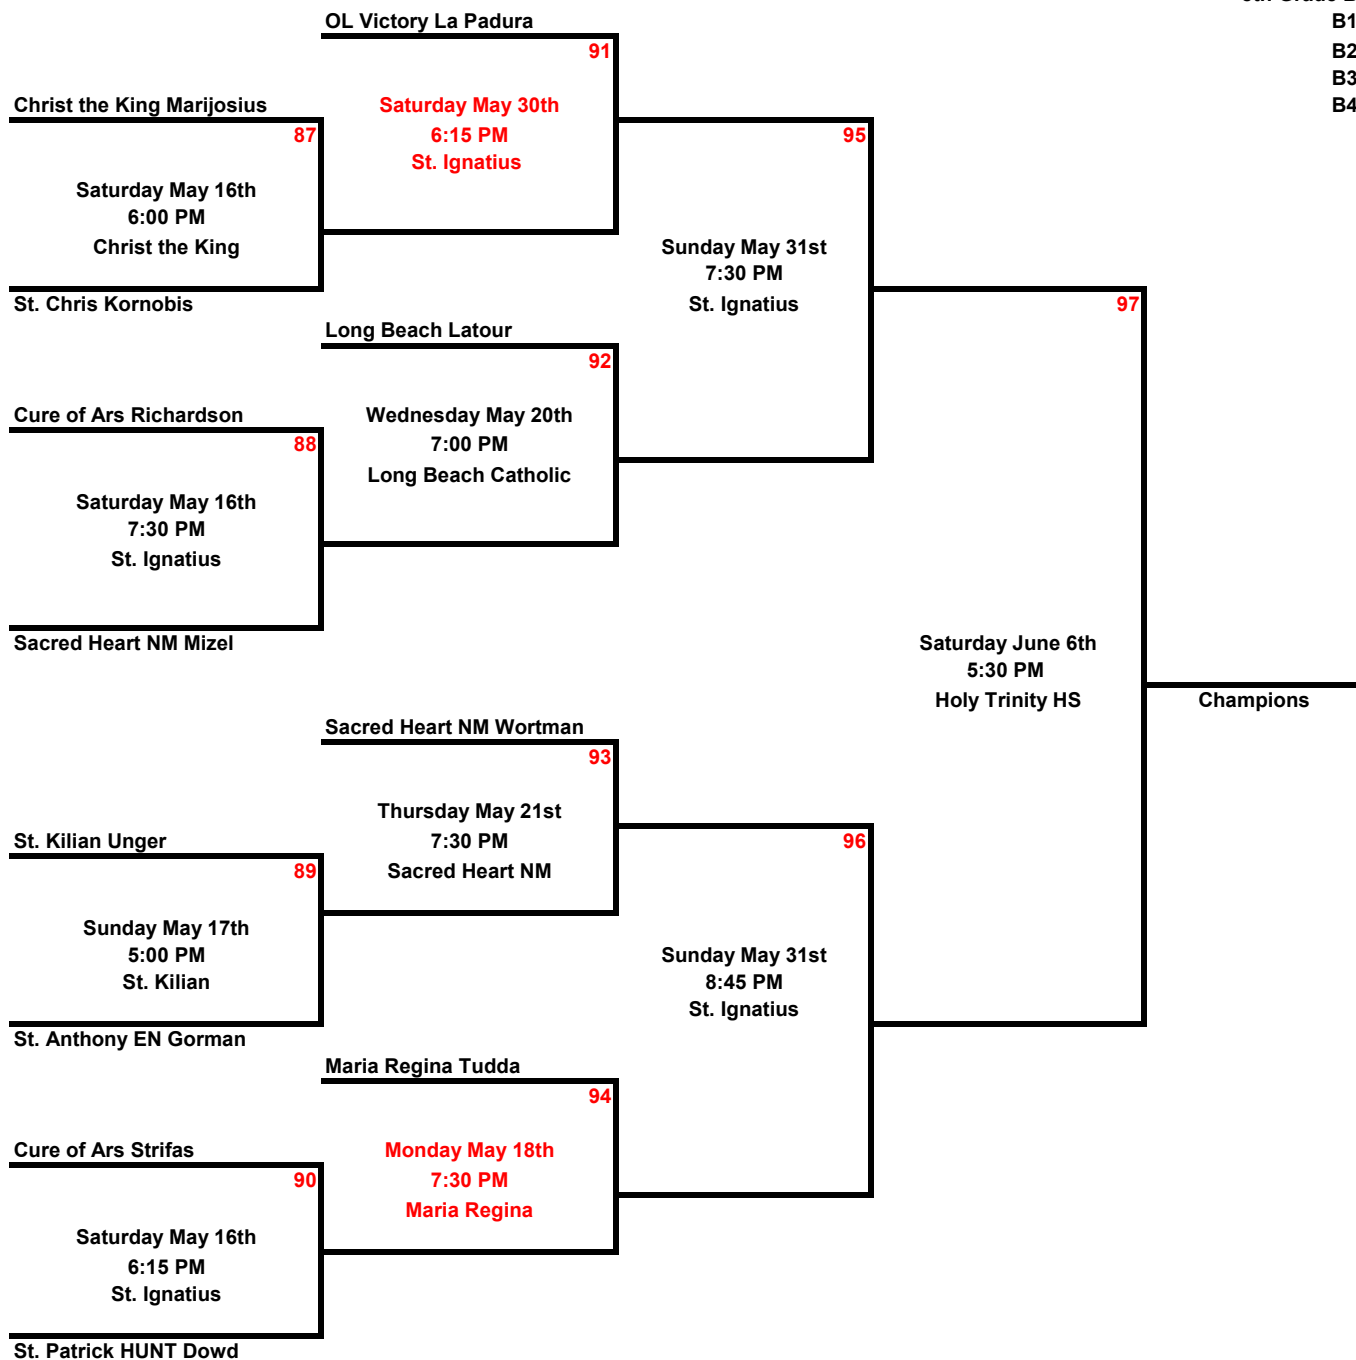 OL Victory La Padura
B1
91
B2
B3
Christ the King Marijosius
Saturday May 30th
B4
87
6:15 PM
95
St. Ignatius
Saturday May 16th
6:00 PM
Christ the King
Sunday May 31st
7:30 PM
St. Chris Kornobis
St. Ignatius
97
Long Beach Latour
92
Cure of Ars Richardson
Wednesday May 20th
88
7:00 PM
Long Beach Catholic
Saturday May 16th
7:30 PM
St. Ignatius
Sacred Heart NM Mizel
Saturday June 6th
5:30 PM
Holy Trinity HS
Champions
Sacred Heart NM Wortman
93
Thursday May 21st
St. Kilian Unger
7:30 PM
96
89
Sacred Heart NM
Sunday May 17th
5:00 PM
St. Kilian
Sunday May 31st
8:45 PM
St. Ignatius
St. Anthony EN Gorman
Maria Regina Tudda
94
Cure of Ars Strifas
Monday May 18th
90
7:30 PM
Maria Regina
Saturday May 16th
6:15 PM
St. Ignatius
St. Patrick HUNT Dowd